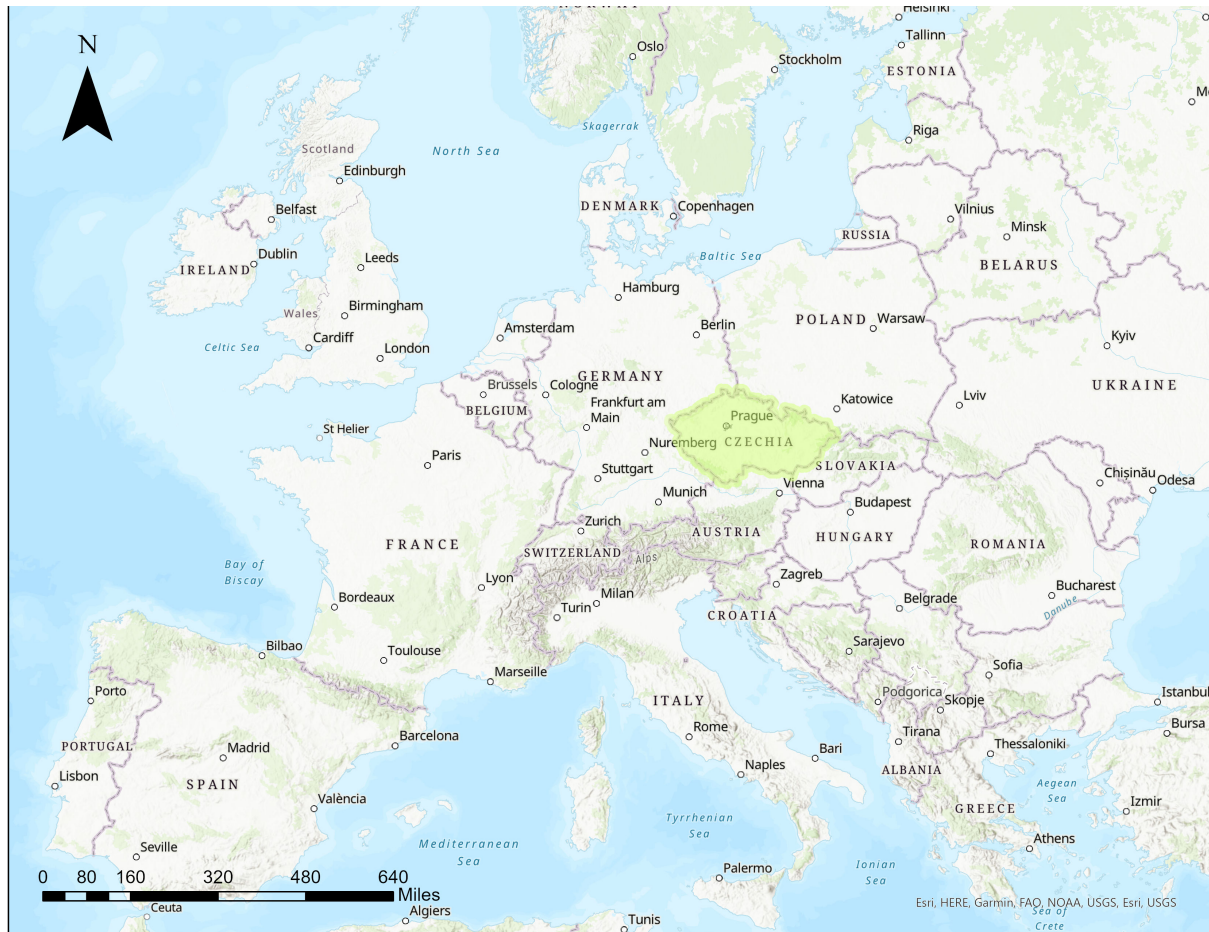 NORWAY
Helsinki
N
Oslo
Tallinn
Stockholm
ESTONIA
Skagerrak
Riga
Scotland
North Sea
Edinburgh
DENMARK
Copenhagen
Belfast
Vilnius
Minsk
RUSSIA
Dublin
Leeds
IRELAND
Baltic Sea
BELARUS
Hamburg
Birmingham
Wales
POLAND
Warsaw
Amsterdam
Berlin
Cardiff
London
Celtic Sea
Kyiv
GERMANY
Brussels
Cologne
UKRAINE
BELGIUM
Frankfurt am
Main
Katowice
Lviv
Prague
St Helier
Nuremberg
CZECHIA
Paris
Stuttgart
SLOVAKIA
Chișinău
Odesa
Vienna
Munich
Budapest
Zurich
AUSTRIA
HUNGARY
FRANCE
SWITZERLAND
Alps
ROMANIA
Bay of
Biscay
Lyon
Zagreb
Bucharest
Milan
Bordeaux
Belgrade
Danube
Turin
CROATIA
Bilbao
Toulouse
Sarajevo
Marseille
Sofia
Porto
ITALY
Podgorica
Istanbul
Skopje
Bursa
Rome
Tirana
PORTUGAL
Madrid
Barcelona
Bari
Thessaloniki
Lisbon
SPAIN
Naples
ALBANIA
Aegean
Sea
València
GREECE
Izmir
Tyrrhenian
Sea
Mediterranean
Sea
Seville
Athens
Ionian
Sea
Palermo
0 80 160 320 480 640
Miles
Ceuta
Algiers
Tunis
Esri, HERE, Garmin, FAO, NOAA, USGS, Esri, USGS
Sea of
Crete